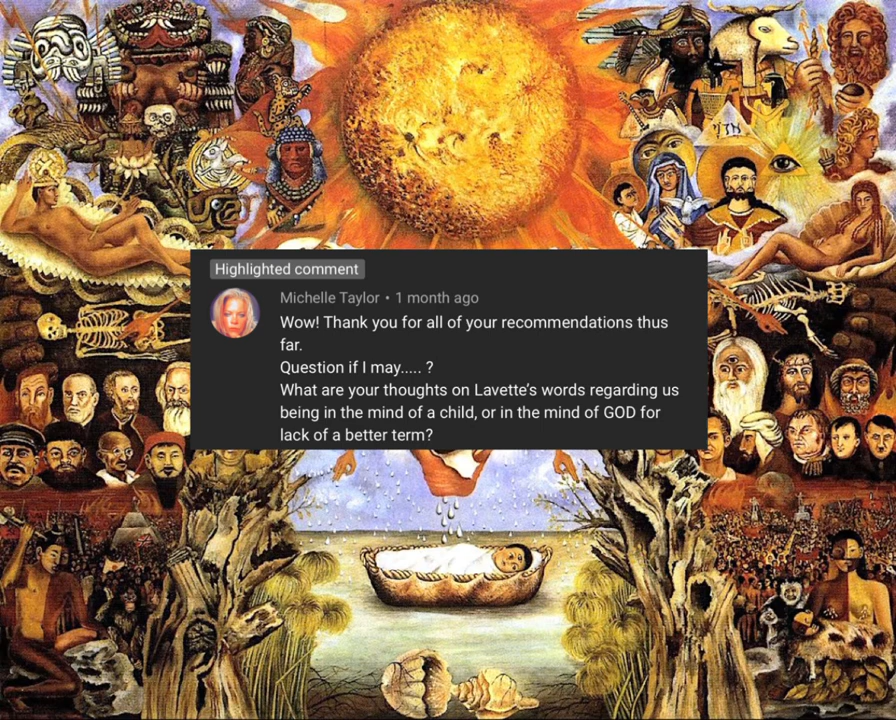 Highlighted comment
Michelle Taylor • 1 month ago
Wow! Thank you for all of your recommendations thus
far.
Question if I may..... ?
What are your thoughts on Lavette's words regarding us
being in the mind of a child, or in the mind of GOD for
lack of a better term?